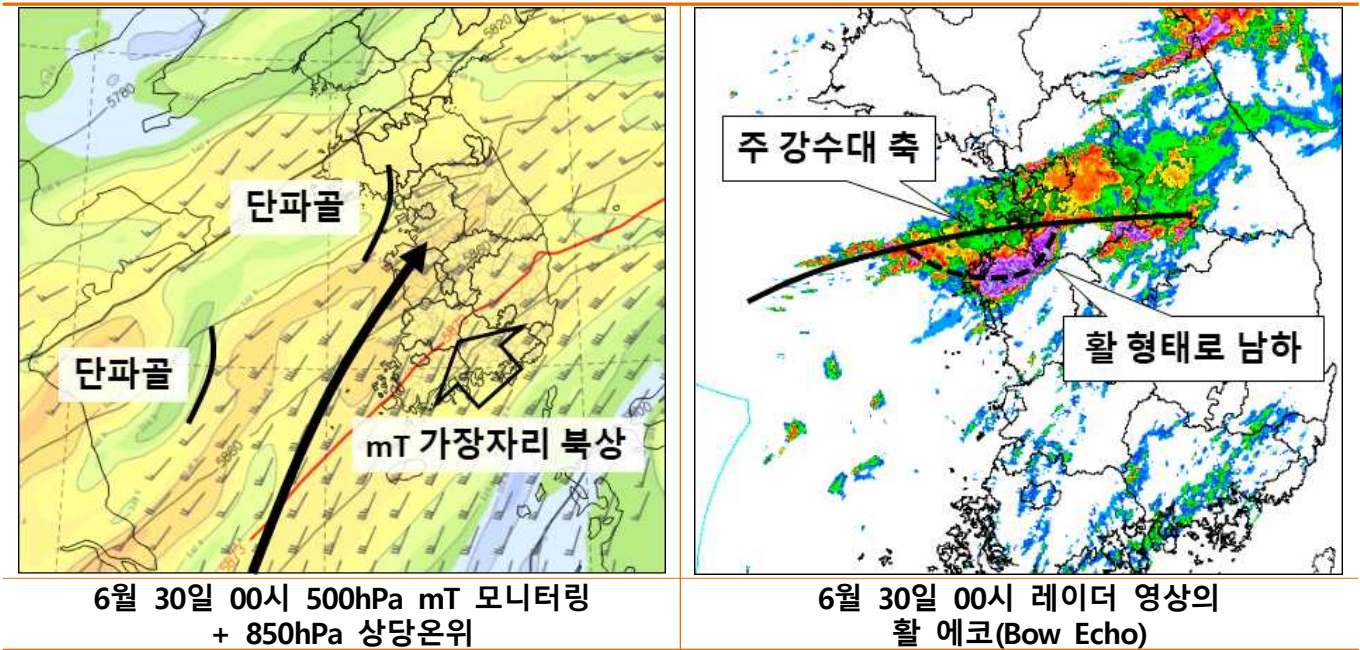 5820
5780
단파골
5880
단파골
mT 가장자리 북상
5880
주 강수대 축
활 형태로 남하
6월 30일 00시 500hPa mT 모니터링
+ 850hPa 상당온위
6월 30일 00시 레이더 영상의
활 에코(Bow Echo)